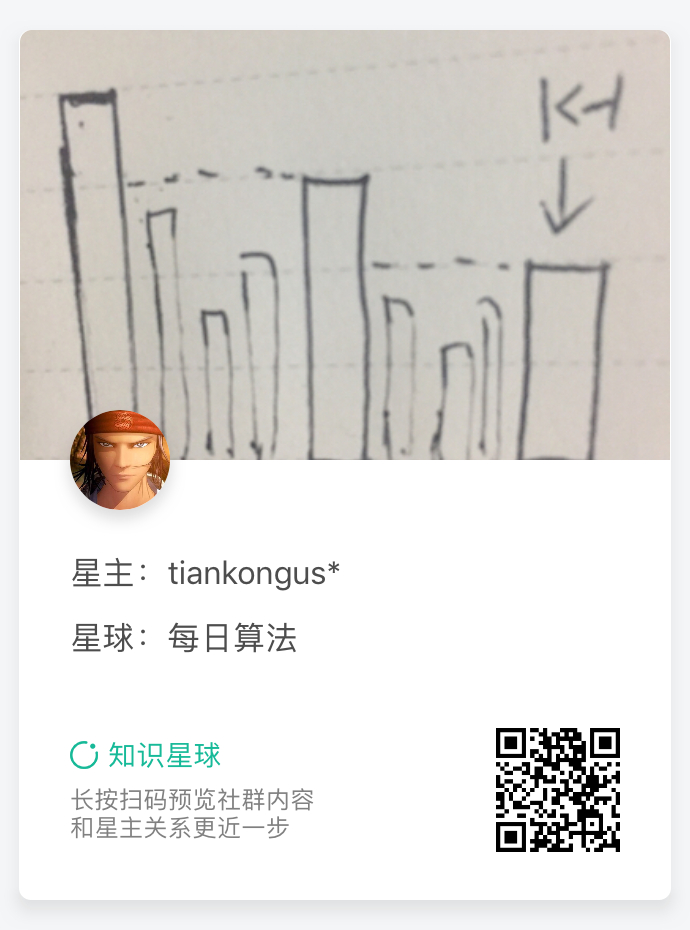 星主：tiankongus*
星球：每日算法
知识星球
长按扫码预览社群内容
和星主关系更近一步